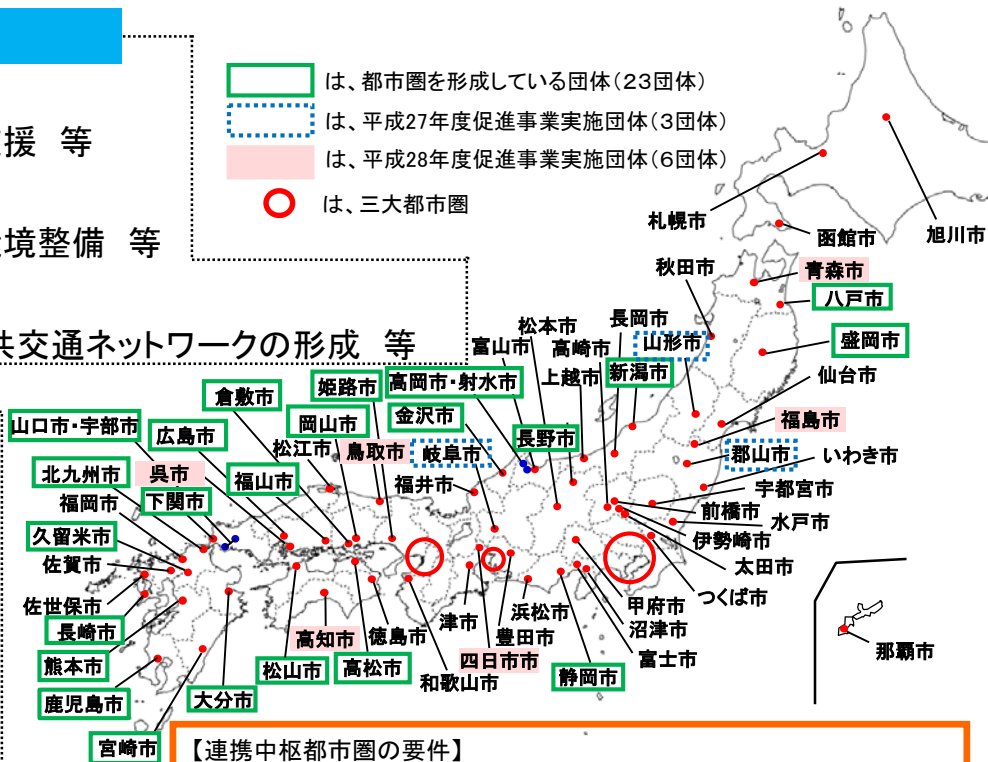 は、都市圏を形成している団体(23団体)
は、平成27年度促進事業実施団体(3団体)
は、平成28年度促進事業実施団体(6団体)
は、三大都市圏
援 等
境整備 等
共交通ネットワークの形成 等
札幌市
函館市
旭川市
秋田市
青森市
八戸市
盛岡市
仙台市
山形市
福島市
郡山市
いわき市
長岡市
新潟市
松本市
高崎市
上越市
富山市
高岡市・射水市
金沢市
長野市
姫路市
倉敷市
岡山市
松江市
鳥取市
岐阜市
福井市
山口市・宇部市
広島市
呉市
福山市
北九州市
下関市
福岡市
久留米市
佐賀市
佐世保市
長崎市
熊本市
鹿児島市
宮崎市
大分市
松山市
高知市
高松市
徳島市
和歌山市
津市
四日市市
豊田市
浜松市
静岡市
富士市
沼津市
甲府市
つくば市
太田市
伊勢崎市
水戸市
前橋市
宇都宮市
那覇市
【連携中枢都市圏の要件】